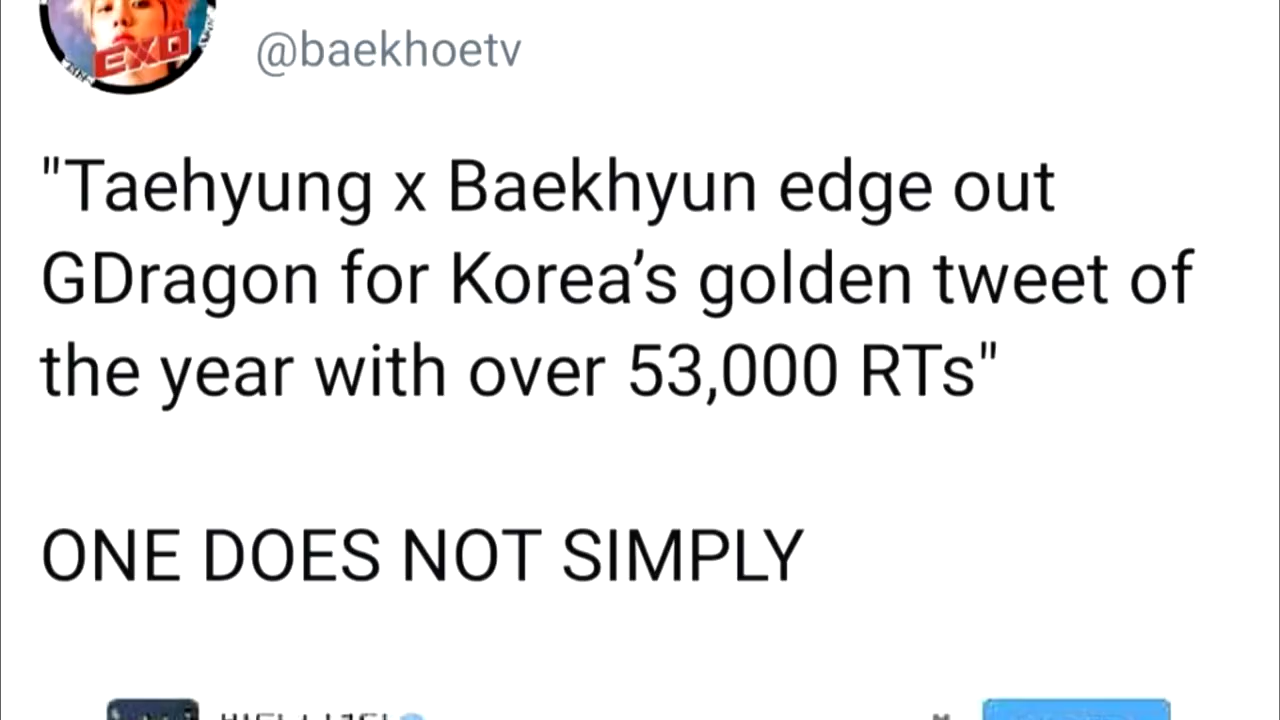 EXO
@baekhoetv
"Taehyung x Baekhyun edge out
GDragon for Korea’s golden tweet of
the year with over 53,000 RTs"
ONE DOES NOT SIMPLY